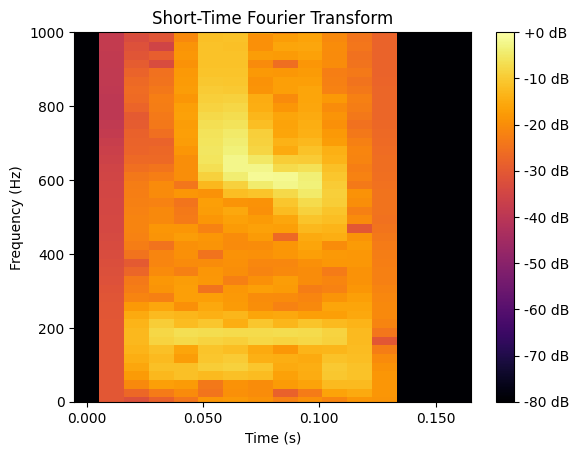 Short-Time Fourier Transform
1000
800
600
400
200
0
Frequency (Hz)
0.000
0.050
0.100
0.150
Time (s)
+0 dB
-10 dB
-20 dB
-30 dB
-40 dB
-50 dB
-60 dB
-70 dB
-80 dB